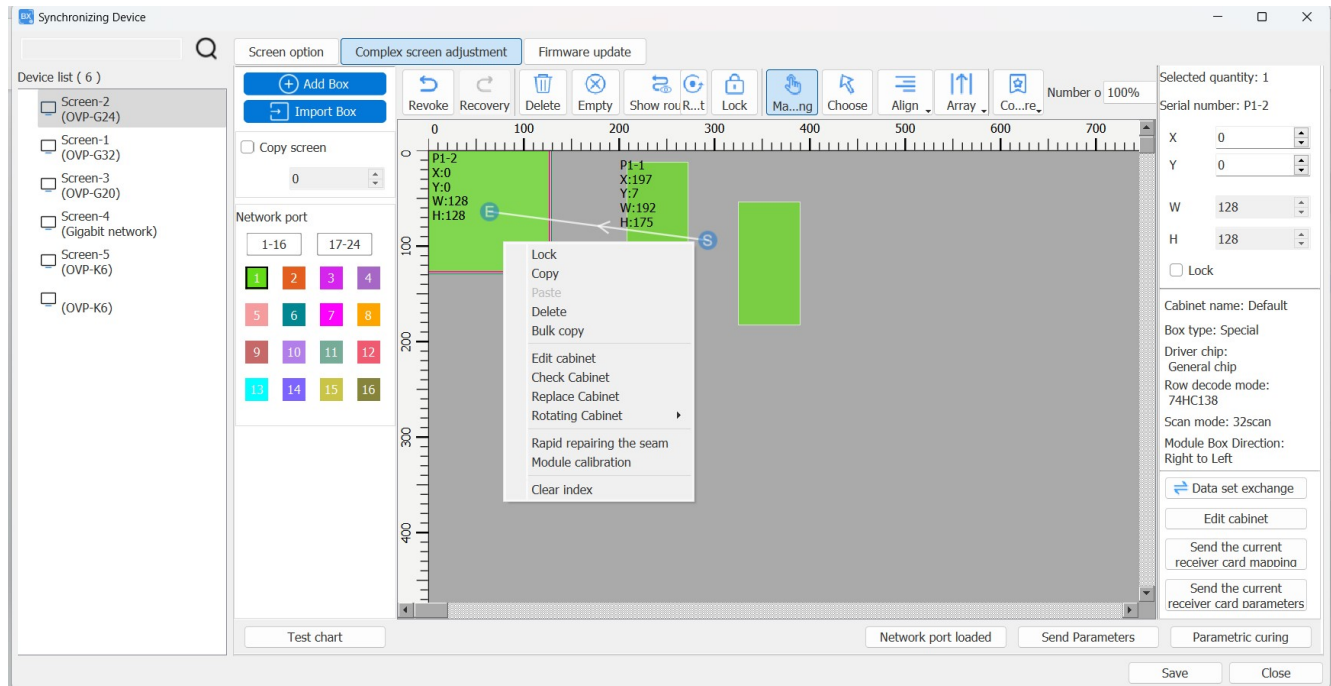 BX Synchronizing Device
Screen option Complex screen adjustment Firmware update
Device list ( 6 )
Screen-2
(OVP-G24)
Screen-1
(OVP-G32)
Screen-3
(OVP-G20)
Screen-4
(Gigabit network)
Screen-5
(OVP-K6)
(OVP-K6)
Add Box
Import Box
Copy screen
0
Network port
1-16 17-24
1 2 3 4
5 6 7 8
9 10 11 12
13 14 15 16
Revoke Recovery Delete Empty Show rou R...t Lock Ma...ng Choose Align Array Co...re Number o 100%
0 100 200 300 400 500 600 700
0
100
200
300
400
P1-2
X:0
Y:0
W:128
H:128
E
P1-1
X:197
Y:7
W:192
H:175
S
Lock
Copy
Paste
Delete
Bulk copy
Edit cabinet
Check Cabinet
Replace Cabinet
Rotating Cabinet
Rapid repairing the seam
Module calibration
Clear index
Selected quantity: 1
Serial number: P1-2
X 0
Y 0
W 128
H 128
Lock
Cabinet name: Default
Box type: Special
Driver chip:
General chip
Row decode mode:
74HC138
Scan mode: 32scan
Module Box Direction:
Right to Left
Data set exchange
Edit cabinet
Send the current
receiver card mapping
Send the current
receiver card parameters
Test chart Network port loaded Send Parameters Parametric curing
Save Close